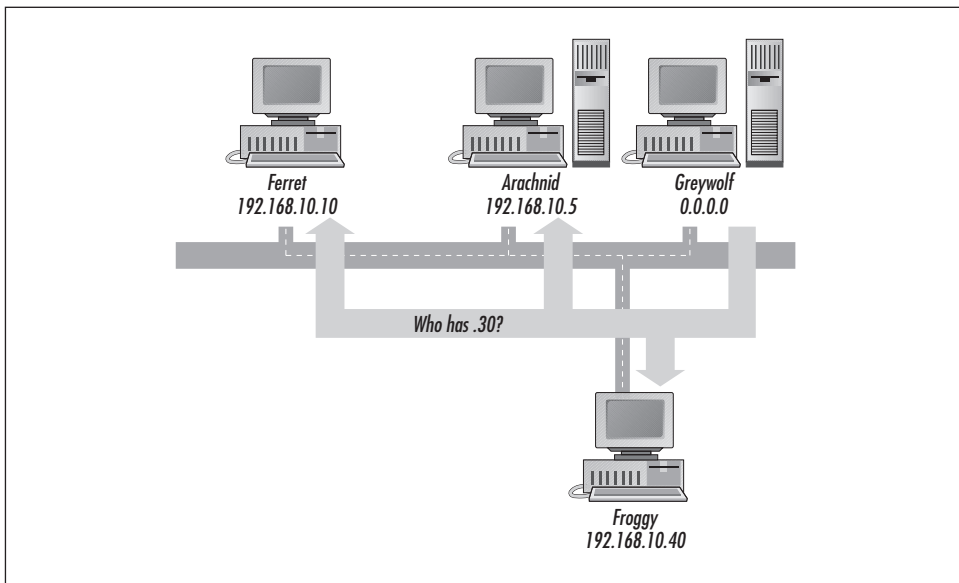 Ferret
192.168.10.10
Arachnid
192.168.10.5
Greywolf
0.0.0.0
Who has .30?
Froggy
192.168.10.40